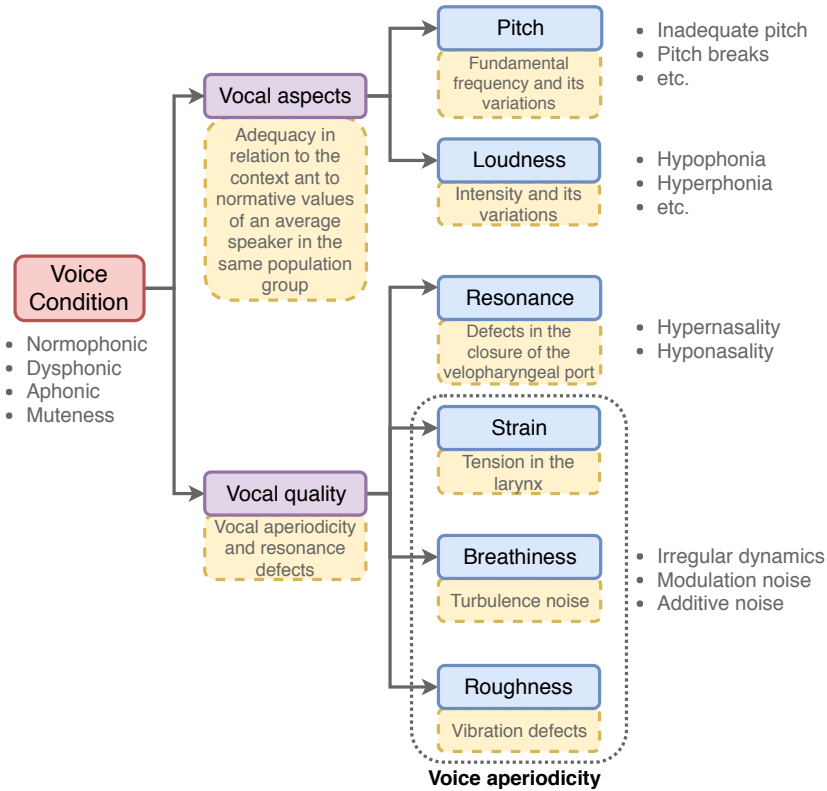 Voice
Condition
• Normophonic
• Dysphonic
• Aphonic
• Muteness
Vocal aspects
Adequacy in
relation to the
context ant to
normative values
of an average
speaker in the
same population
group
Pitch
Fundamental
frequency and its
variations
• Inadequate pitch
• Pitch breaks
• etc.
Loudness
Intensity and its
variations
• Hypophonia
• Hyperphonia
• etc.
Vocal quality
Vocal aperiodicity
and resonance
defects
Resonance
Defects in the
closure of the
velopharyngeal port
• Hypernasality
• Hyponasality
Strain
Tension in the
larynx
Breathiness
Turbulence noise
• Irregular dynamics
• Modulation noise
• Additive noise
Roughness
Vibration defects
Voice aperiodicity